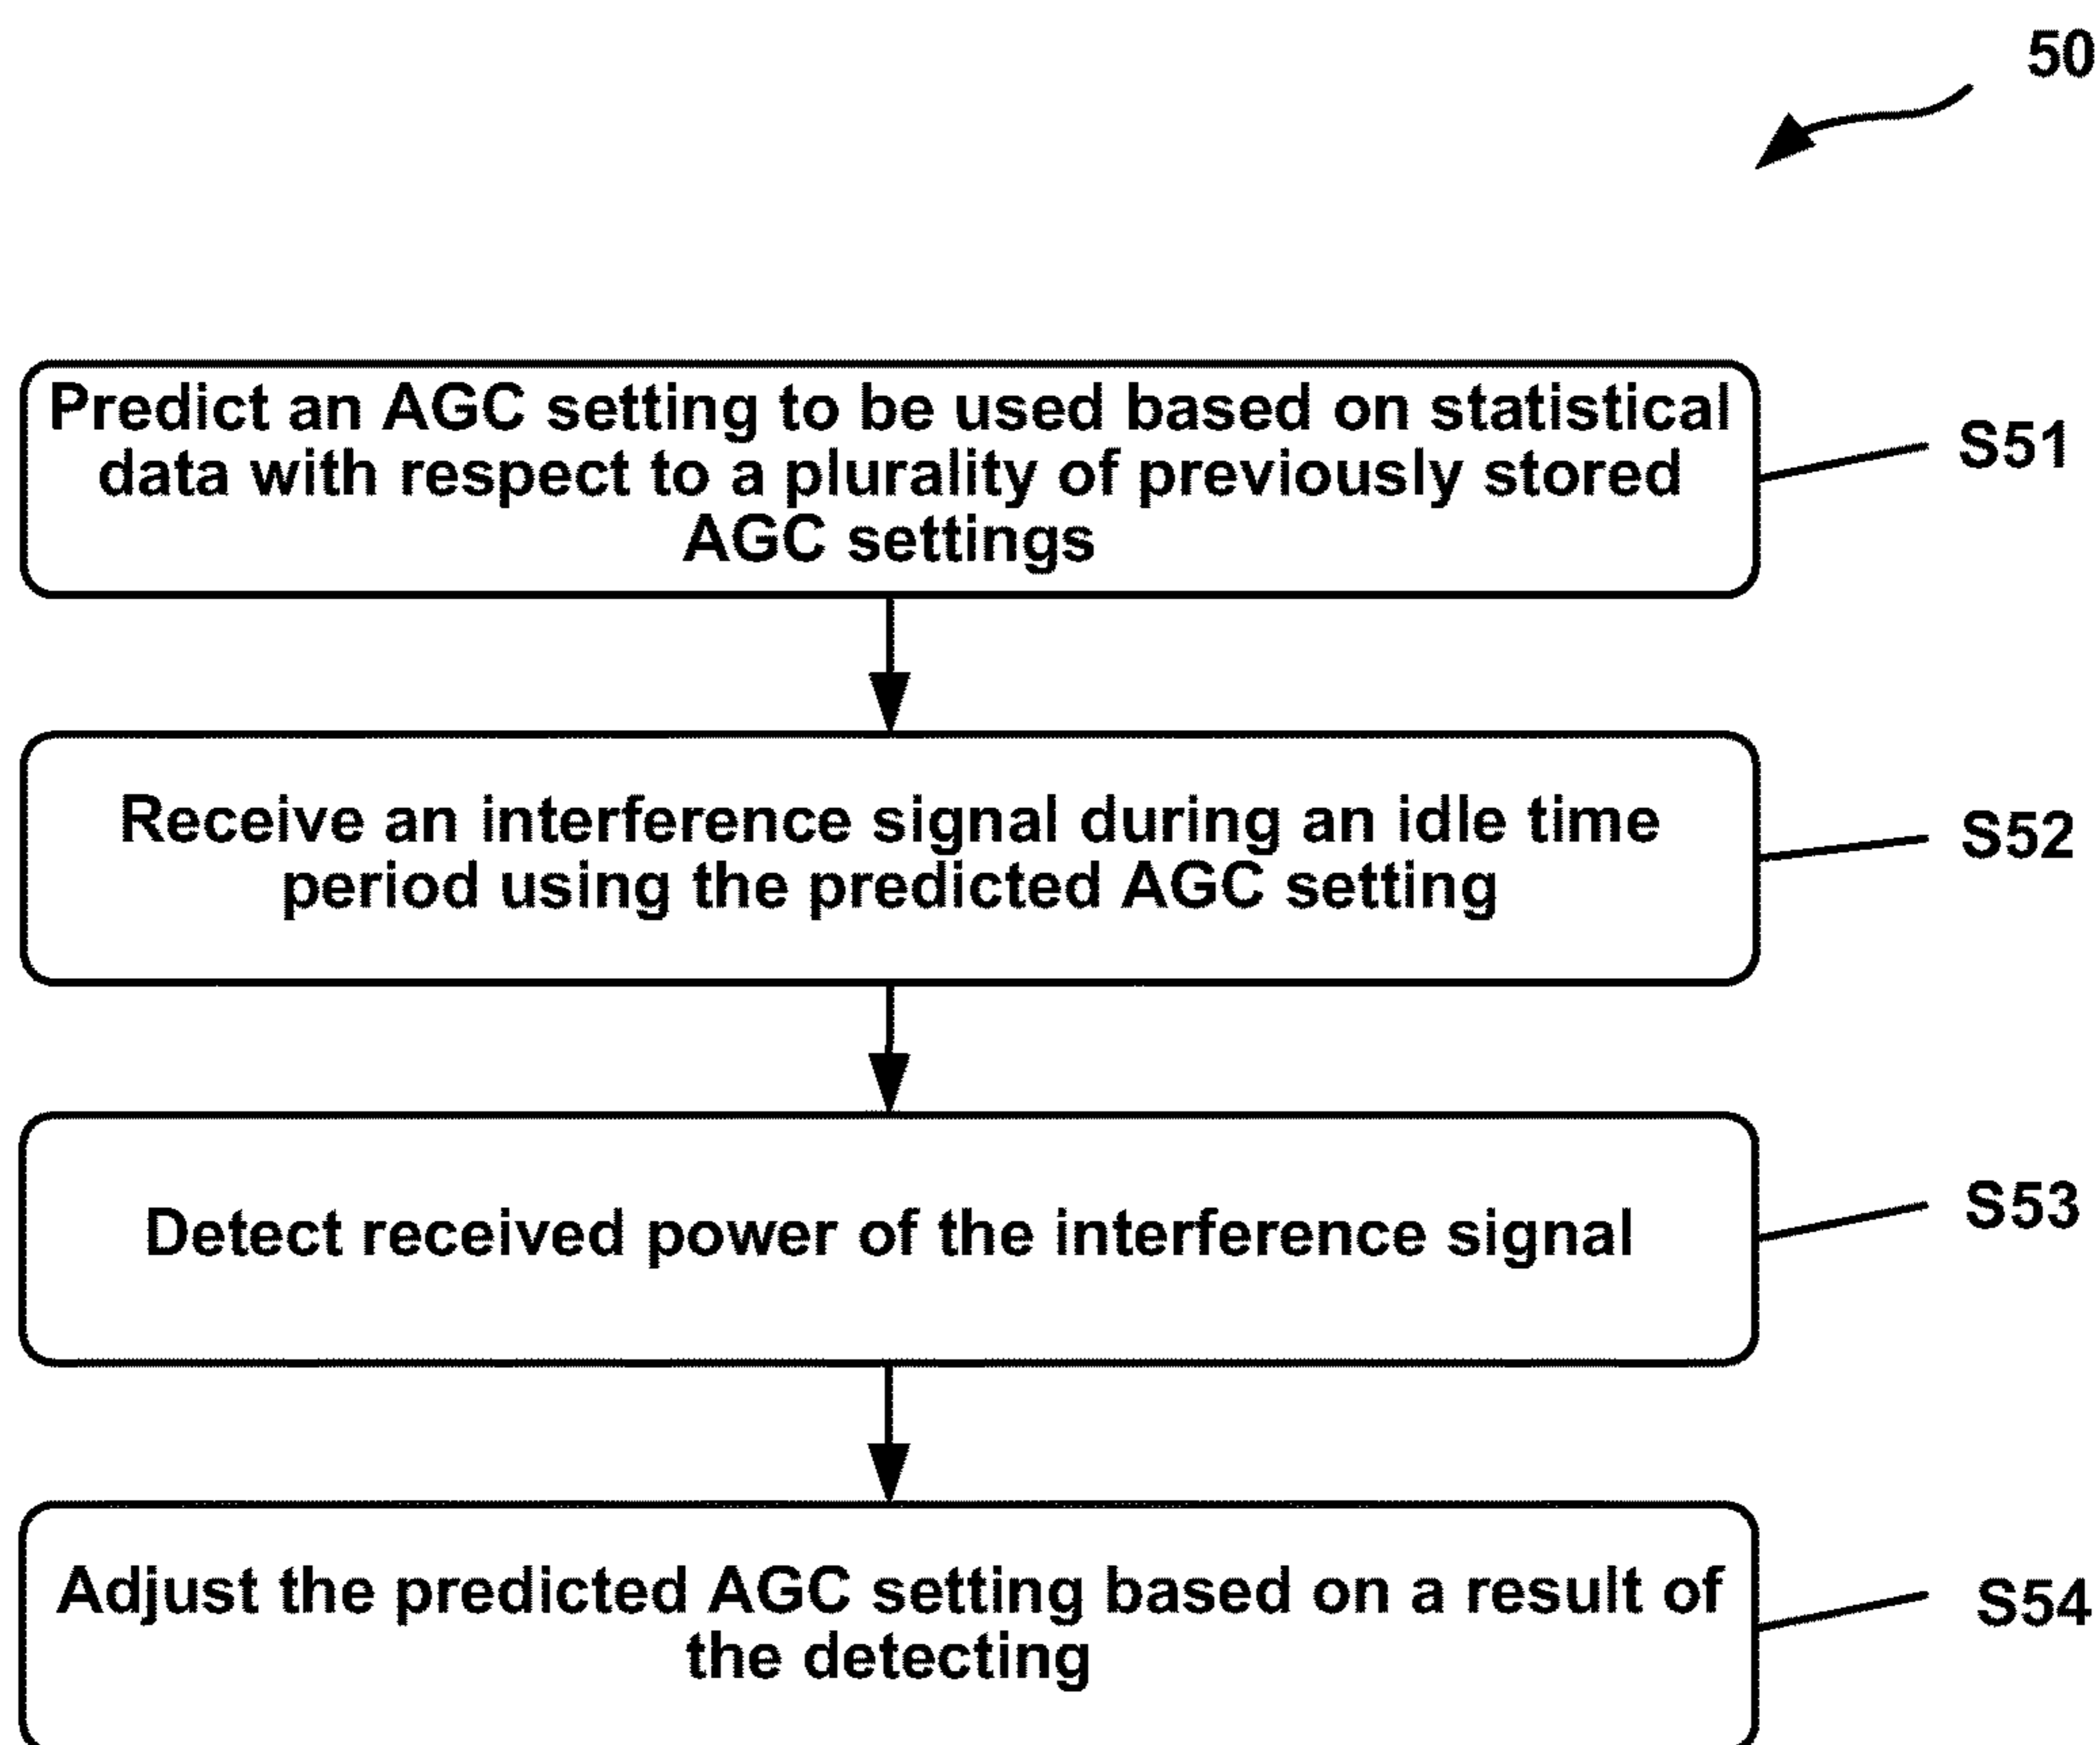 50
Predict an AGC setting to be used based on statistical
data with respect to a plurality of previously stored
AGC settings
S51
Receive an interference signal during an idle time
period using the predicted AGC setting
S52
Detect received power of the interference signal
S53
Adjust the predicted AGC setting based on a result of
the detecting
S54